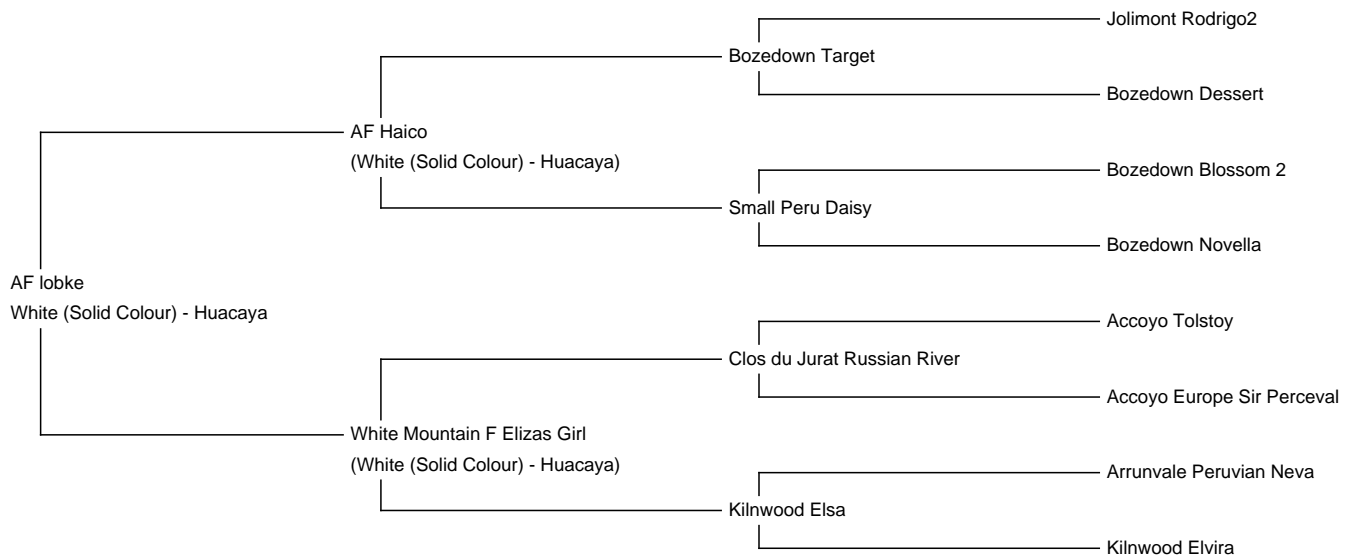 Jolimont Rodrigo2
Bozedown Target
Bozedown Dessert
AF Haico
(White (Solid Colour) - Huacaya)
Bozedown Blossom 2
Small Peru Daisy
Bozedown Novella
AF lobke
White (Solid Colour) - Huacaya
Accoyo Tolstoy
Clos du Jurat Russian River
Accoyo Europe Sir Perceval
White Mountain F Elizas Girl
(White (Solid Colour) - Huacaya)
Arrunvale Peruvian Neva
Kilnwood Elsa
Kilnwood Elvira